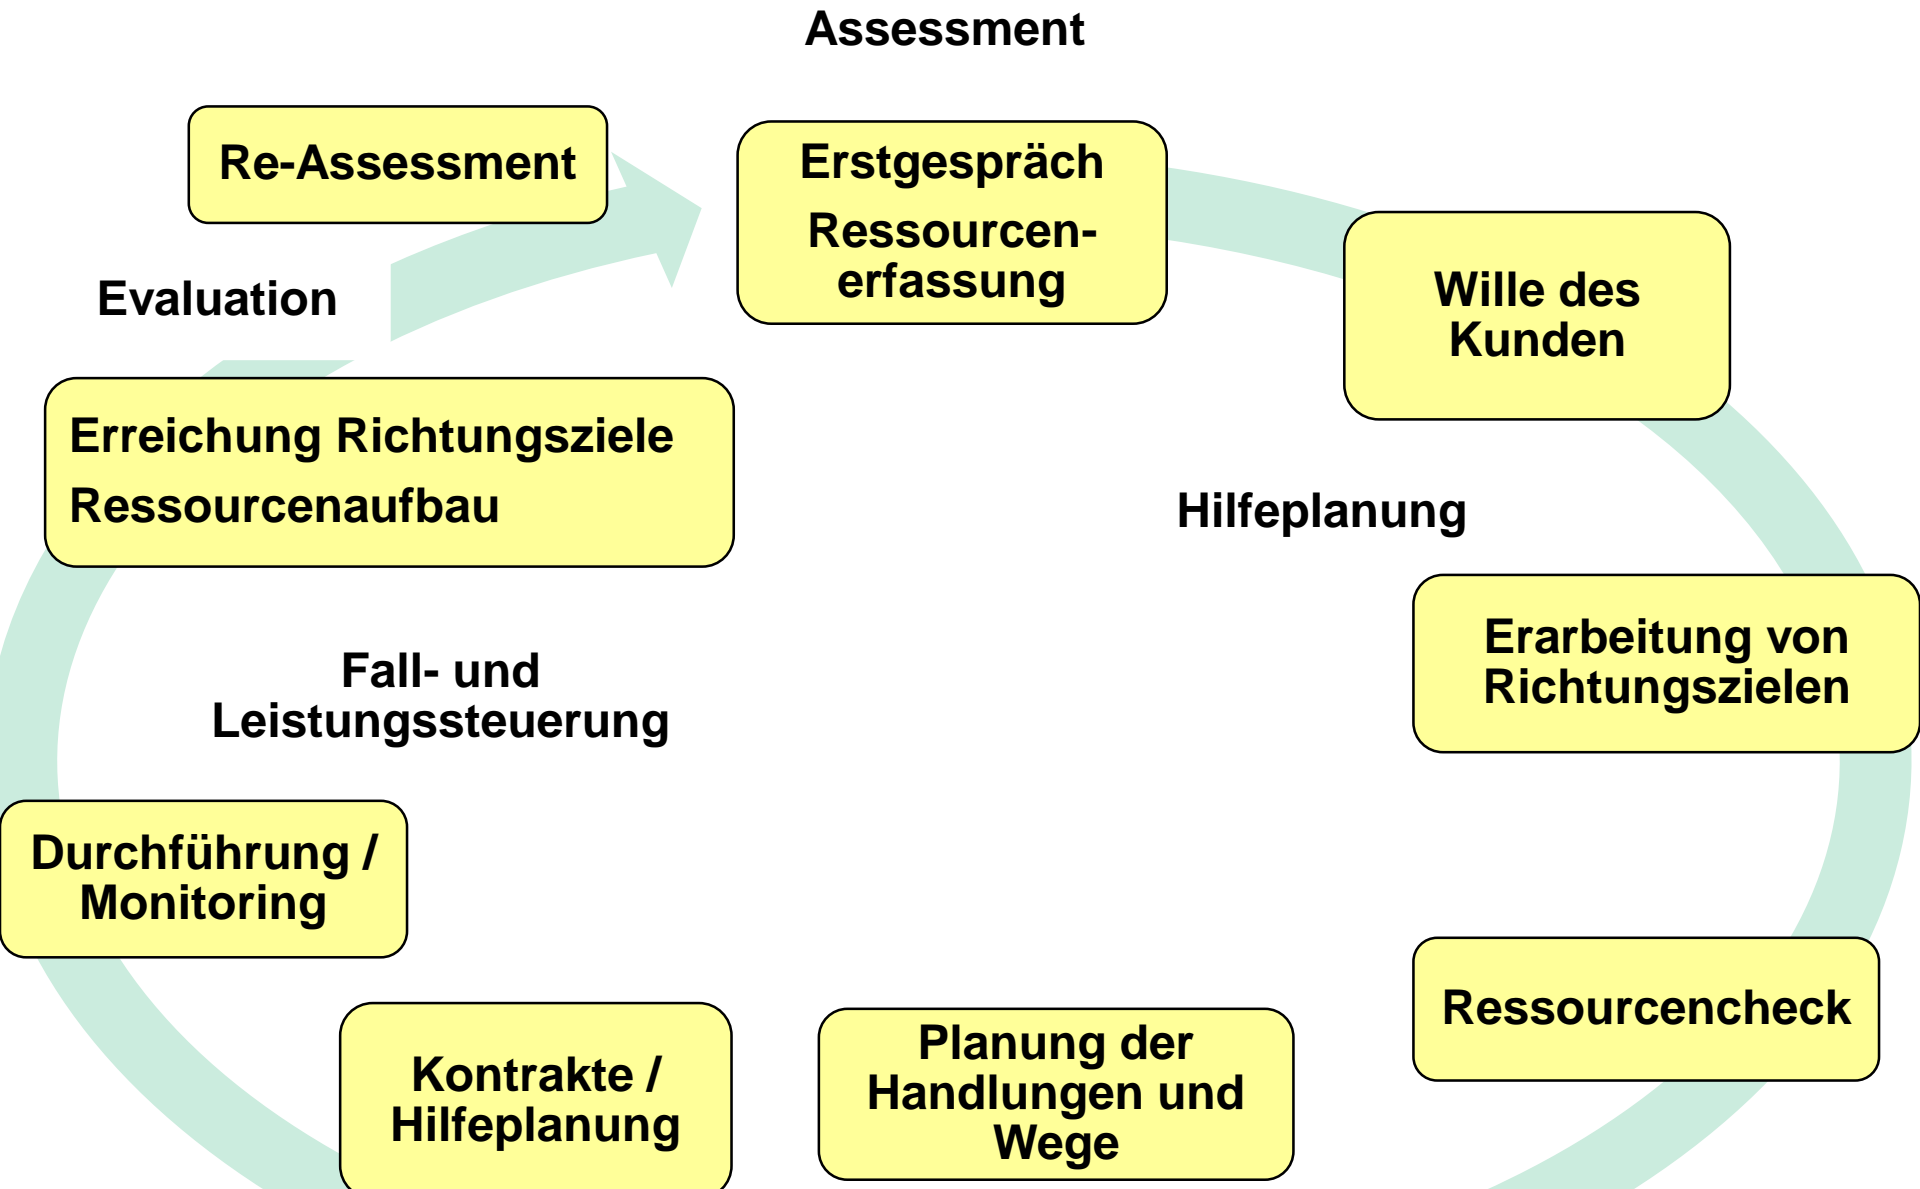 Assessment
Re-Assessment
Erstgespräch
Ressourcen-
erfassung
Wille des
Kunden
Evaluation
Erreichung Richtungsziele
Ressourcenaufbau
Hilfeplanung
Erarbeitung von
Richtungszielen
Fall- und
Leistungssteuerung
Durchführung /
Monitoring
Ressourcencheck
Kontrakte /
Hilfeplanung
Planung der
Handlungen und
Wege